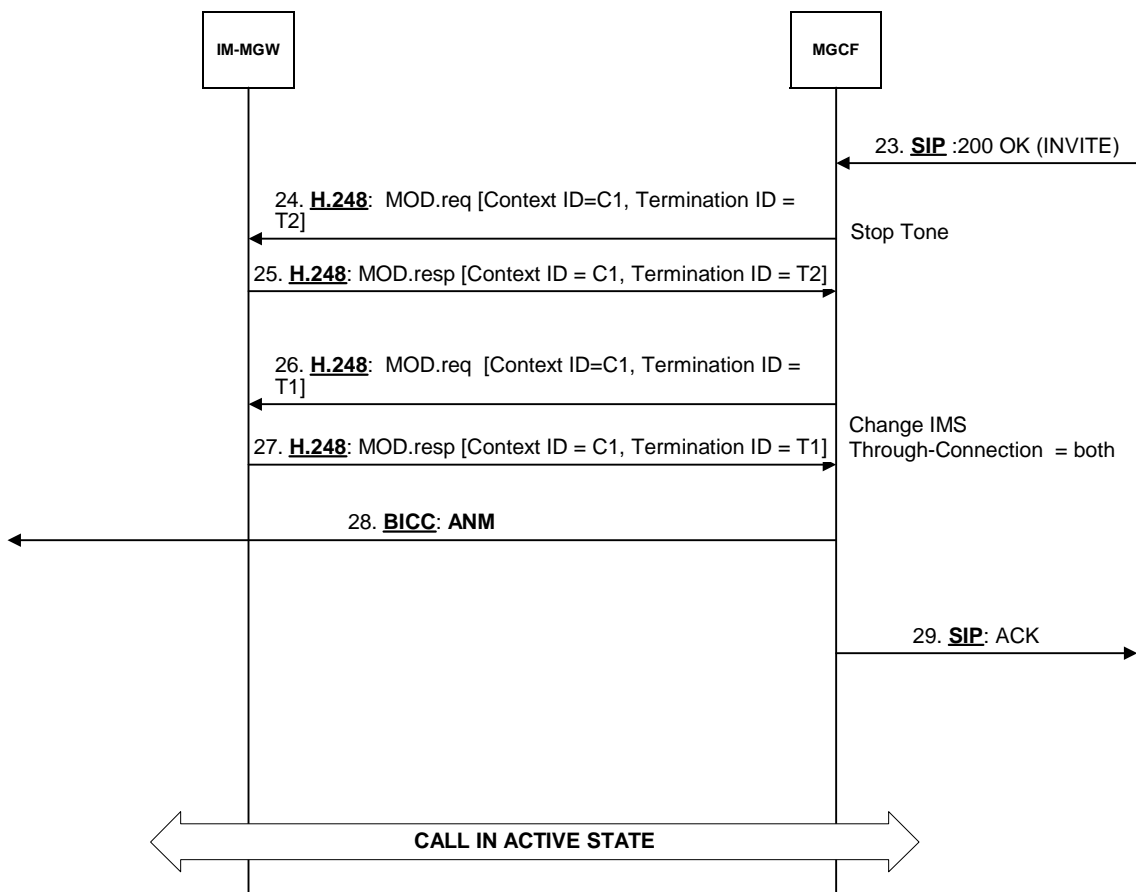 IM-MGW
MGCF
23. SIP :200 OK (INVITE)
24. H.248: MOD.req [Context ID=C1, Termination ID =
T2]
Stop Tone
25. H.248: MOD.resp [Context ID = C1, Termination ID = T2]
26. H.248: MOD.req [Context ID=C1, Termination ID =
T1]
Change IMS
Through-Connection = both
27. H.248: MOD.resp [Context ID = C1, Termination ID = T1]
28. BICC: ANM
29. SIP: ACK
CALL IN ACTIVE STATE